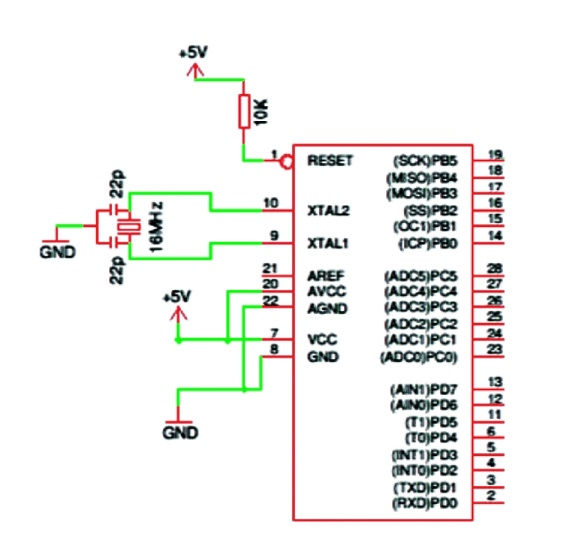 +5V
10K
1 RESET (SCK)PB5 19
(MISO)PB4 18
(MOSI)PB3 17
22p
10 XTAL2 (SS)PB2 16
(OC1)PB1 15
16MHz
9 XTAL1 (ICP)PB0 14
GND
22p
21 AREF (ADC5)PC5 28
20 AVCC (ADC4)PC4 27
+5V
22 AGND (ADC3)PC3 26
(ADC2)PC2 25
7 VCC (ADC1)PC1 24
8 GND (ADC0)PC0) 23
(AIN1)PD7 13
(AIN0)PD6 12
(T1)PD5 11
GND
(T0)PD4 6
(INT1)PD3 5
(INT0)PD2 4
(TXD)PD1 3
(RXD)PD0 2